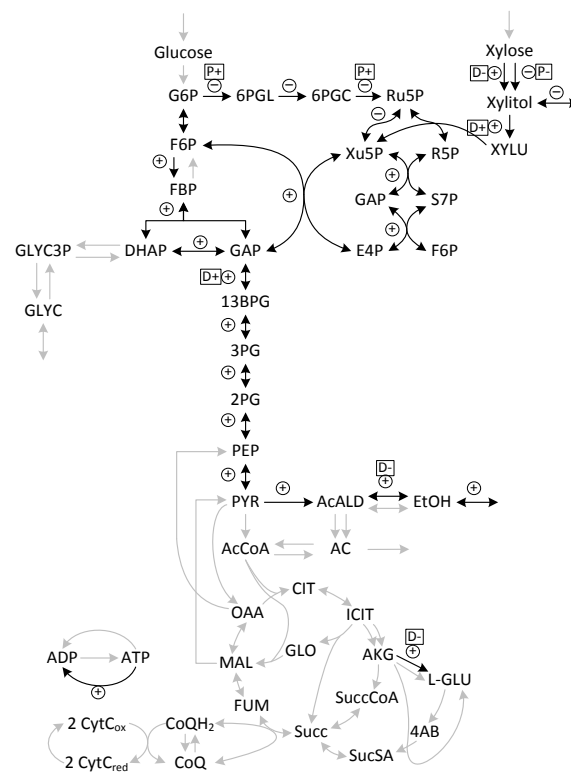 Glucose
Xylose
P+
P+
D- +
- P-
G6P - 6PGL - 6PGC - Ru5P
Xylitol -
- D+ +
F6P
Xu5P R5P XYLU
+
+
FBP
+ GAP S7P
+
+
GLYC3P DHAP + GAP E4P F6P
D+ +
GLYC
13BPG
+
3PG
+
2PG
+
PEP
+
D-
+ + +
PYR AcALD EtOH
AcCoA AC
CIT
OAA ICIT
D-
+
GLO AKG
ADP ATP MAL L-GLU
+
FUM SuccCoA
2 CytCox CoQH2 Succ 4AB
2 CytCred CoQ SucSA